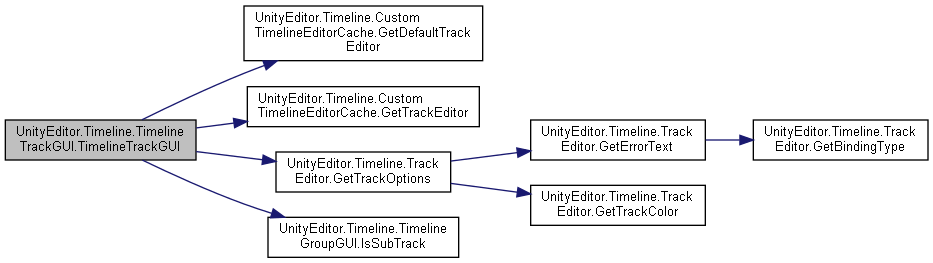 UnityEditor.Timeline.Timeline
TrackGUI.TimelineTrackGUI
UnityEditor.Timeline.Custom
TimelineEditorCache.GetDefaultTrack
Editor
UnityEditor.Timeline.Custom
TimelineEditorCache.GetTrackEditor
UnityEditor.Timeline.Track
Editor.GetTrackOptions
UnityEditor.Timeline.Timeline
GroupGUI.IsSubTrack
UnityEditor.Timeline.Track
Editor.GetErrorText
UnityEditor.Timeline.Track
Editor.GetTrackColor
UnityEditor.Timeline.Track
Editor.GetBindingType